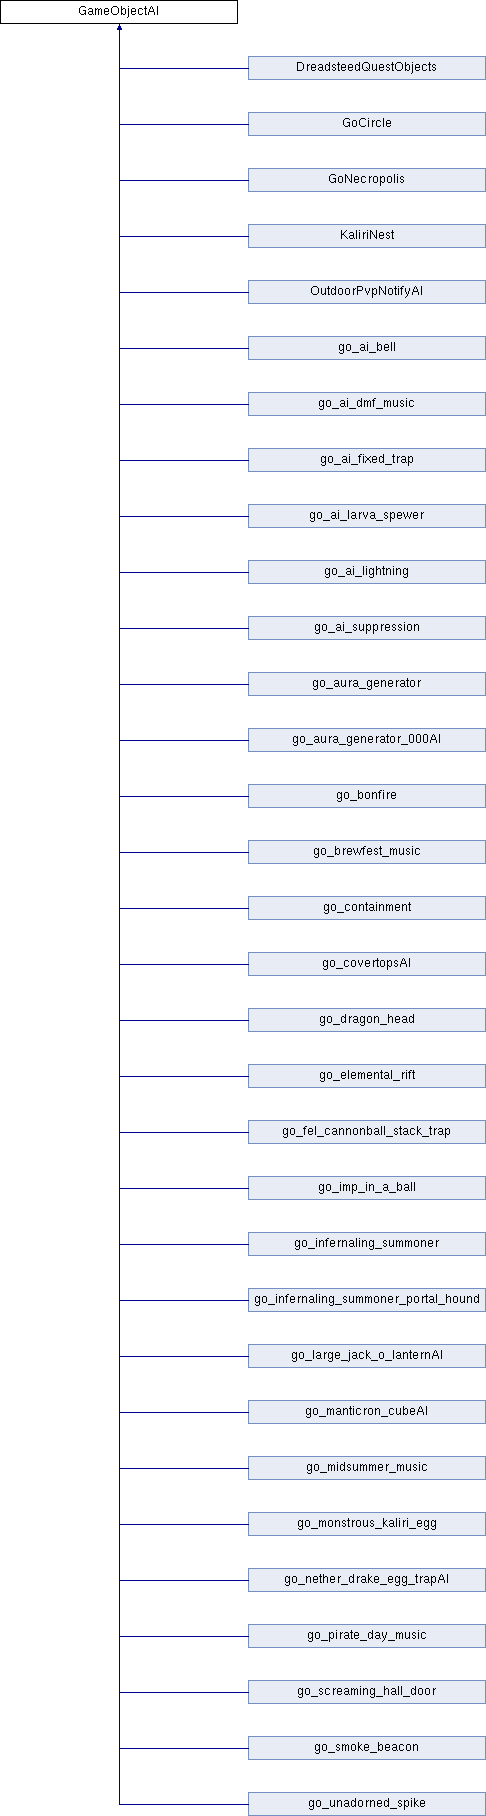 GameObjectAI
DreadsteedQuestObjects
GoCircle
GoNecropolis
KaliriNest
OutdoorPvpNotifyAI
go_ai_bell
go_ai_dmf_music
go_ai_fixed_trap
go_ai_larva_spewer
go_ai_lightning
go_ai_suppression
go_aura_generator
go_aura_generator_000AI
go_bonfire
go_brewfest_music
go_containment
go_covertopsAI
go_dragon_head
go_elemental_rift
go_fel_cannonball_stack_trap
go_imp_in_a_ball
go_infernaling_summoner
go_infernaling_summoner_portal_hound
go_large_jack_o_lanternAI
go_manticron_cubeAI
go_midsummer_music
go_monstrous_kaliri_egg
go_nether_drake_egg_trapAI
go_pirate_day_music
go_screaming_hall_door
go_smoke_beacon
go_unadorned_spike